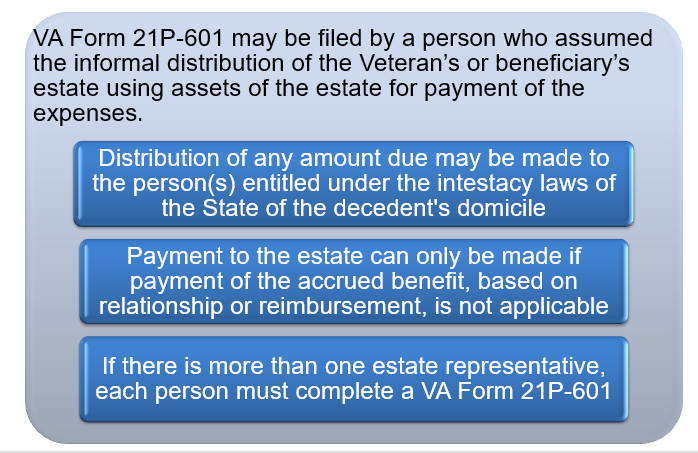 VA Form 21P-601 may be filed by a person who assumed
the informal distribution of the Veteran’s or beneficiary’s
estate using assets of the estate for payment of the
expenses.
Distribution of any amount due may be made to
the person(s) entitled under the intestacy laws of
the State of the decedent's domicile
Payment to the estate can only be made if
payment of the accrued benefit, based on
relationship or reimbursement, is not applicable
If there is more than one estate representative,
each person must complete a VA Form 21P-601